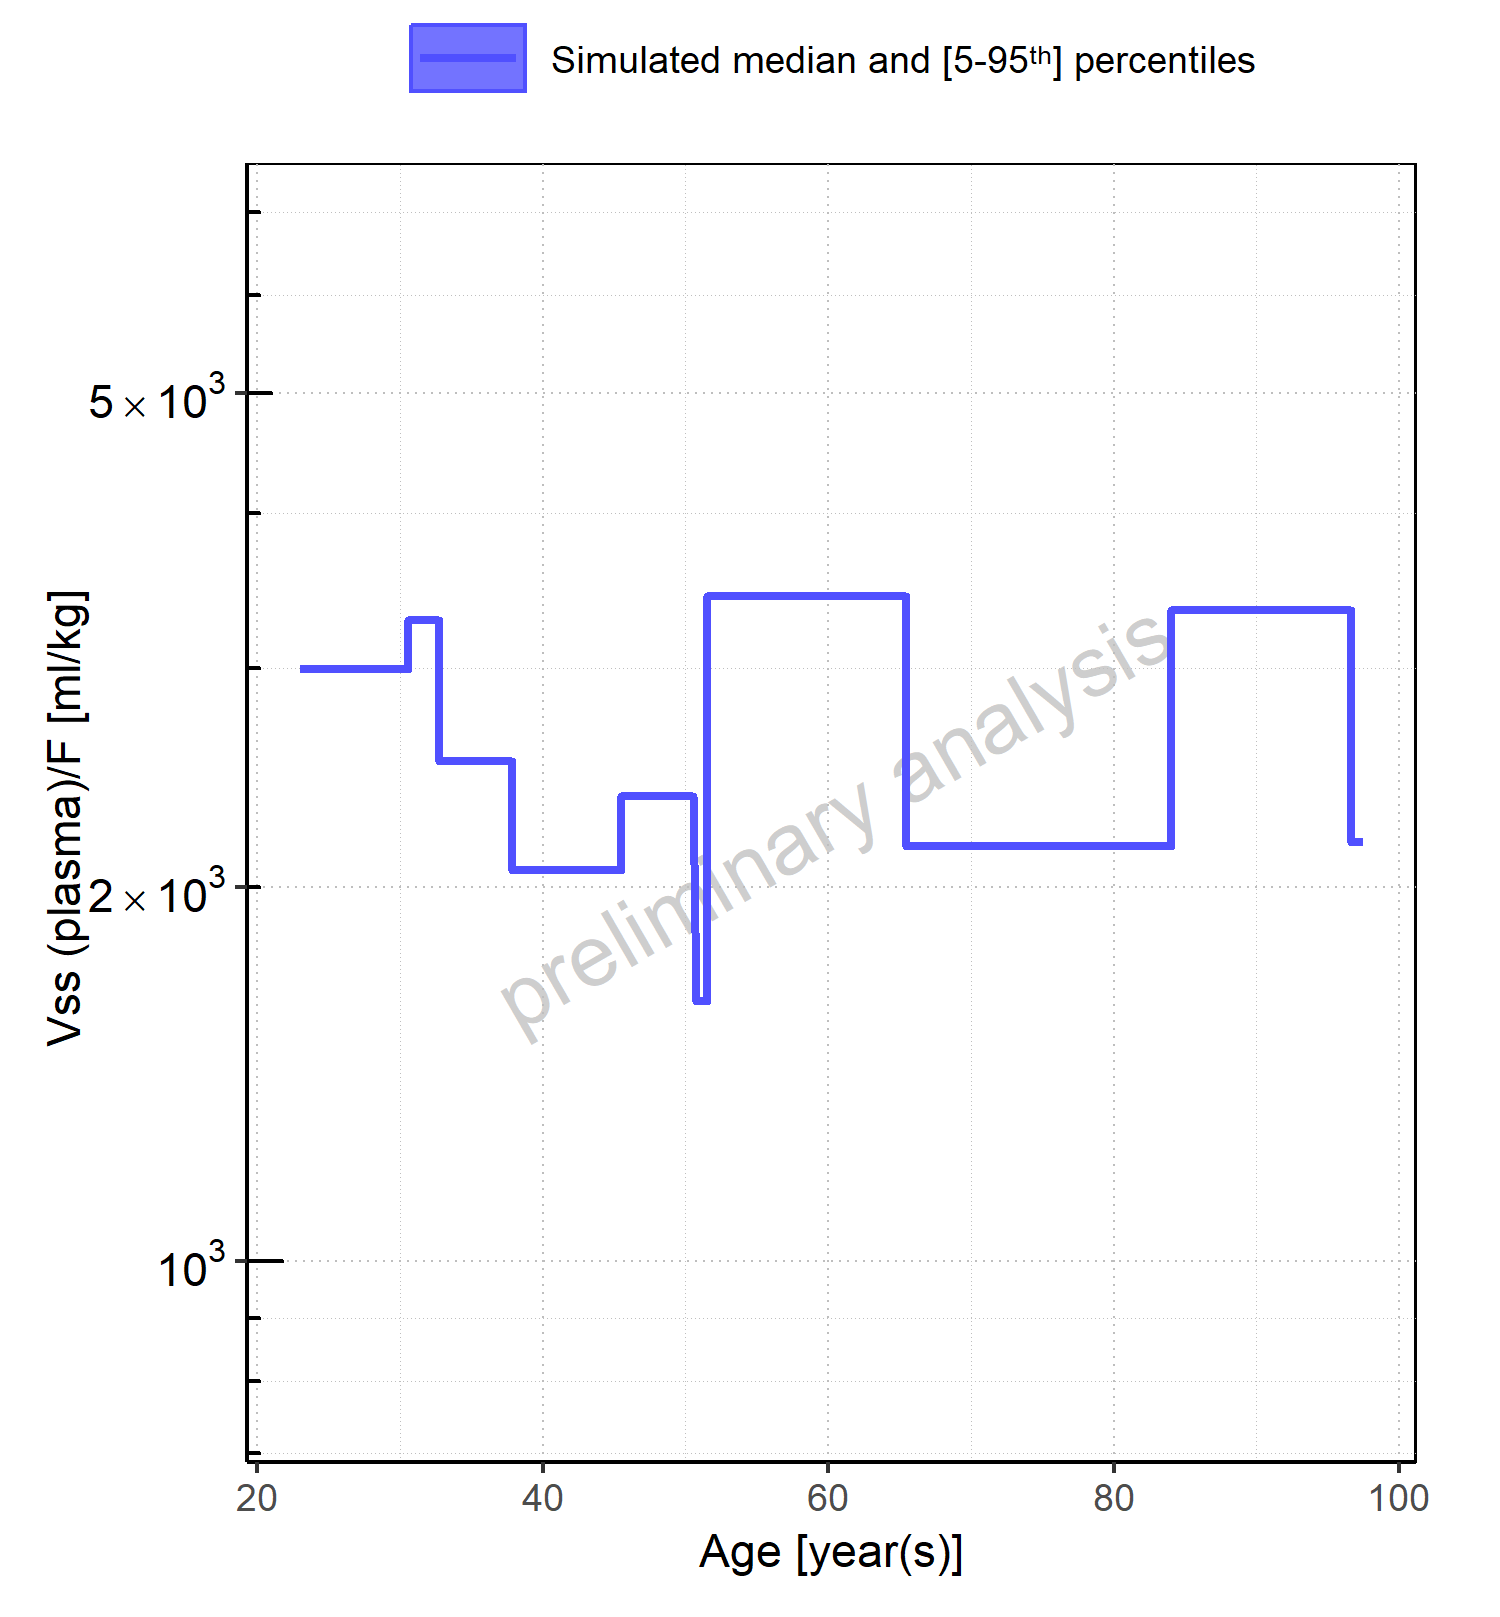 Simulated median and [5-95ᵗʰ] percentiles
Vss (plasma)/F [ml/kg]
5 × 10³
2 × 10³
10³
preliminary analysis
20 40 60 80 100
Age [year(s)]